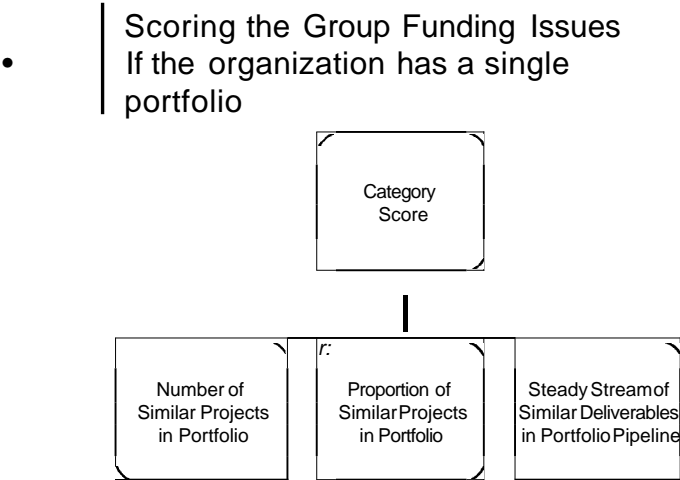 Scoring the Group Funding Issues
• If the organization has a single
portfolio
Category
Score
r:
Number of
Similar Projects
in Portfolio
Proportion of
Similar Projects
in Portfolio
Steady Stream of
Similar Deliverables
in Portfolio Pipeline